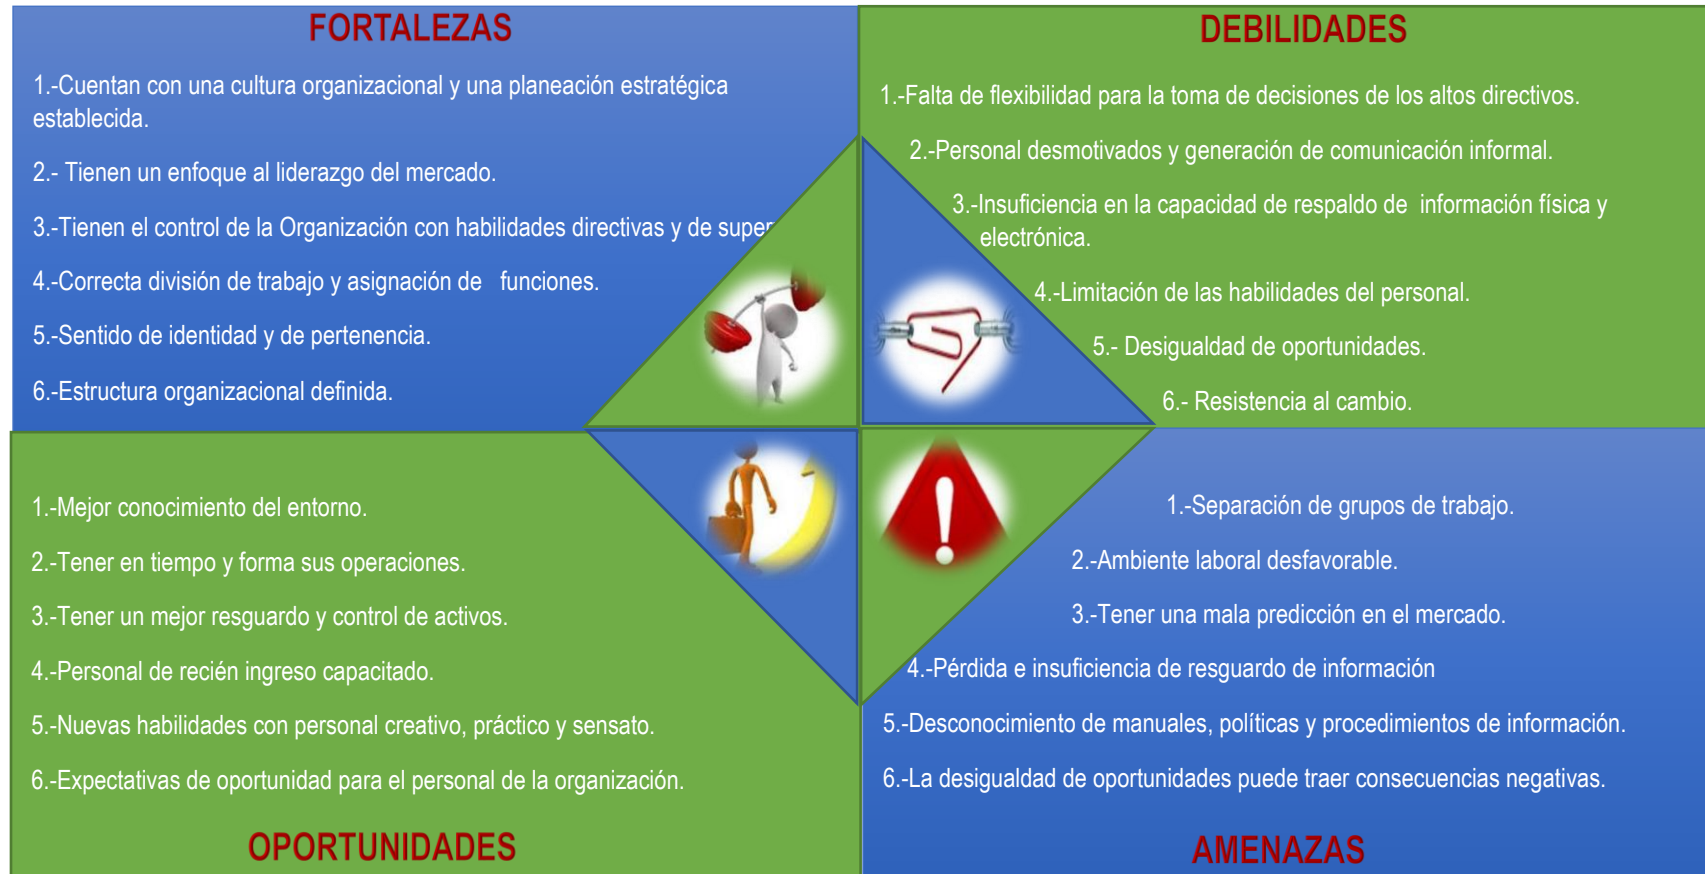 FORTALEZAS
1.-Cuentan con una cultura organizacional y una planeación estratégica
establecida.
2.- Tienen un enfoque al liderazgo del mercado.
3.-Tienen el control de la Organización con habilidades directivas y de
4.-Correcta división de trabajo y asignación de funciones.
5.-Sentido de identidad y de pertenencia.
6.-Estructura organizacional definida.
DEBILIDADES
1.-Falta de flexibilidad para la toma de decisiones de los altos directivos.
2.-Personal desmotivados y generación de comunicación informal.
3.-Insuficiencia en la capacidad de respaldo de información física y
electrónica.
4.-Limitación de las habilidades del personal.
5.- Desigualdad de oportunidades.
6.- Resistencia al cambio.
1.-Mejor conocimiento del entorno.
2.-Tener en tiempo y forma sus operaciones.
3.-Tener un mejor resguardo y control de activos.
4.-Personal de recién ingreso capacitado.
5.-Nuevas habilidades con personal creativo, práctico y sensato.
6.-Expectativas de oportunidad para el personal de la organización.
OPORTUNIDADES
1.-Separación de grupos de trabajo.
2.-Ambiente laboral desfavorable.
3.-Tener una mala predicción en el mercado.
4.-Pérdida e insuficiencia de resguardo de información
5.-Desconocimiento de manuales, políticas y procedimientos de información.
6.-La desigualdad de oportunidades puede traer consecuencias negativas.
AMENAZAS